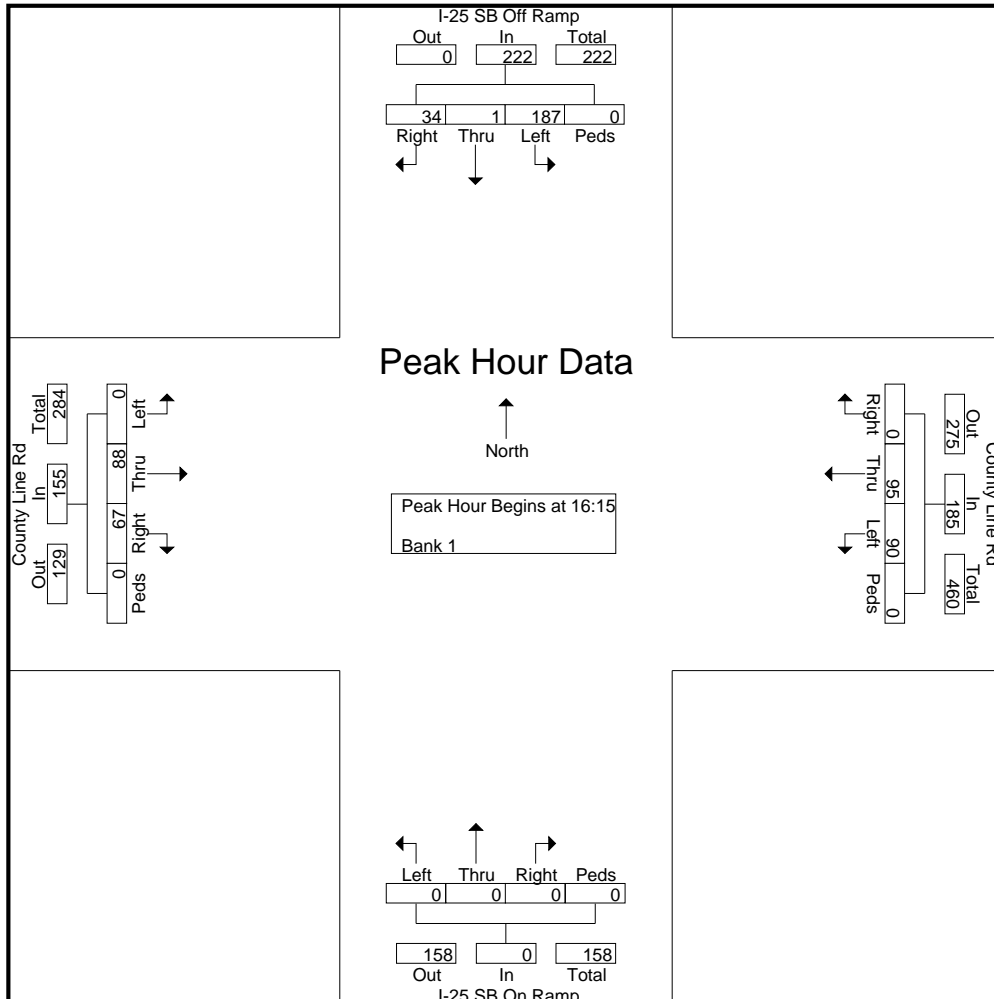 I-25 SB Off Ramp
Out In Total
0 222 222
34 1 187 0
Right Thru Left Peds
Peak Hour Data
North
Peak Hour Begins at 16:15
Bank 1
County Line Rd
Out In Total
129 155 284
0 88 67 0
Left Thru Right Peds
County Line Rd
Out In Total
275 185 460
0 95 90 0
Right Thru Left Peds
Left Thru Right Peds
0 0 0 0
158 0 158
Out In Total
I-25 SB On Ramp